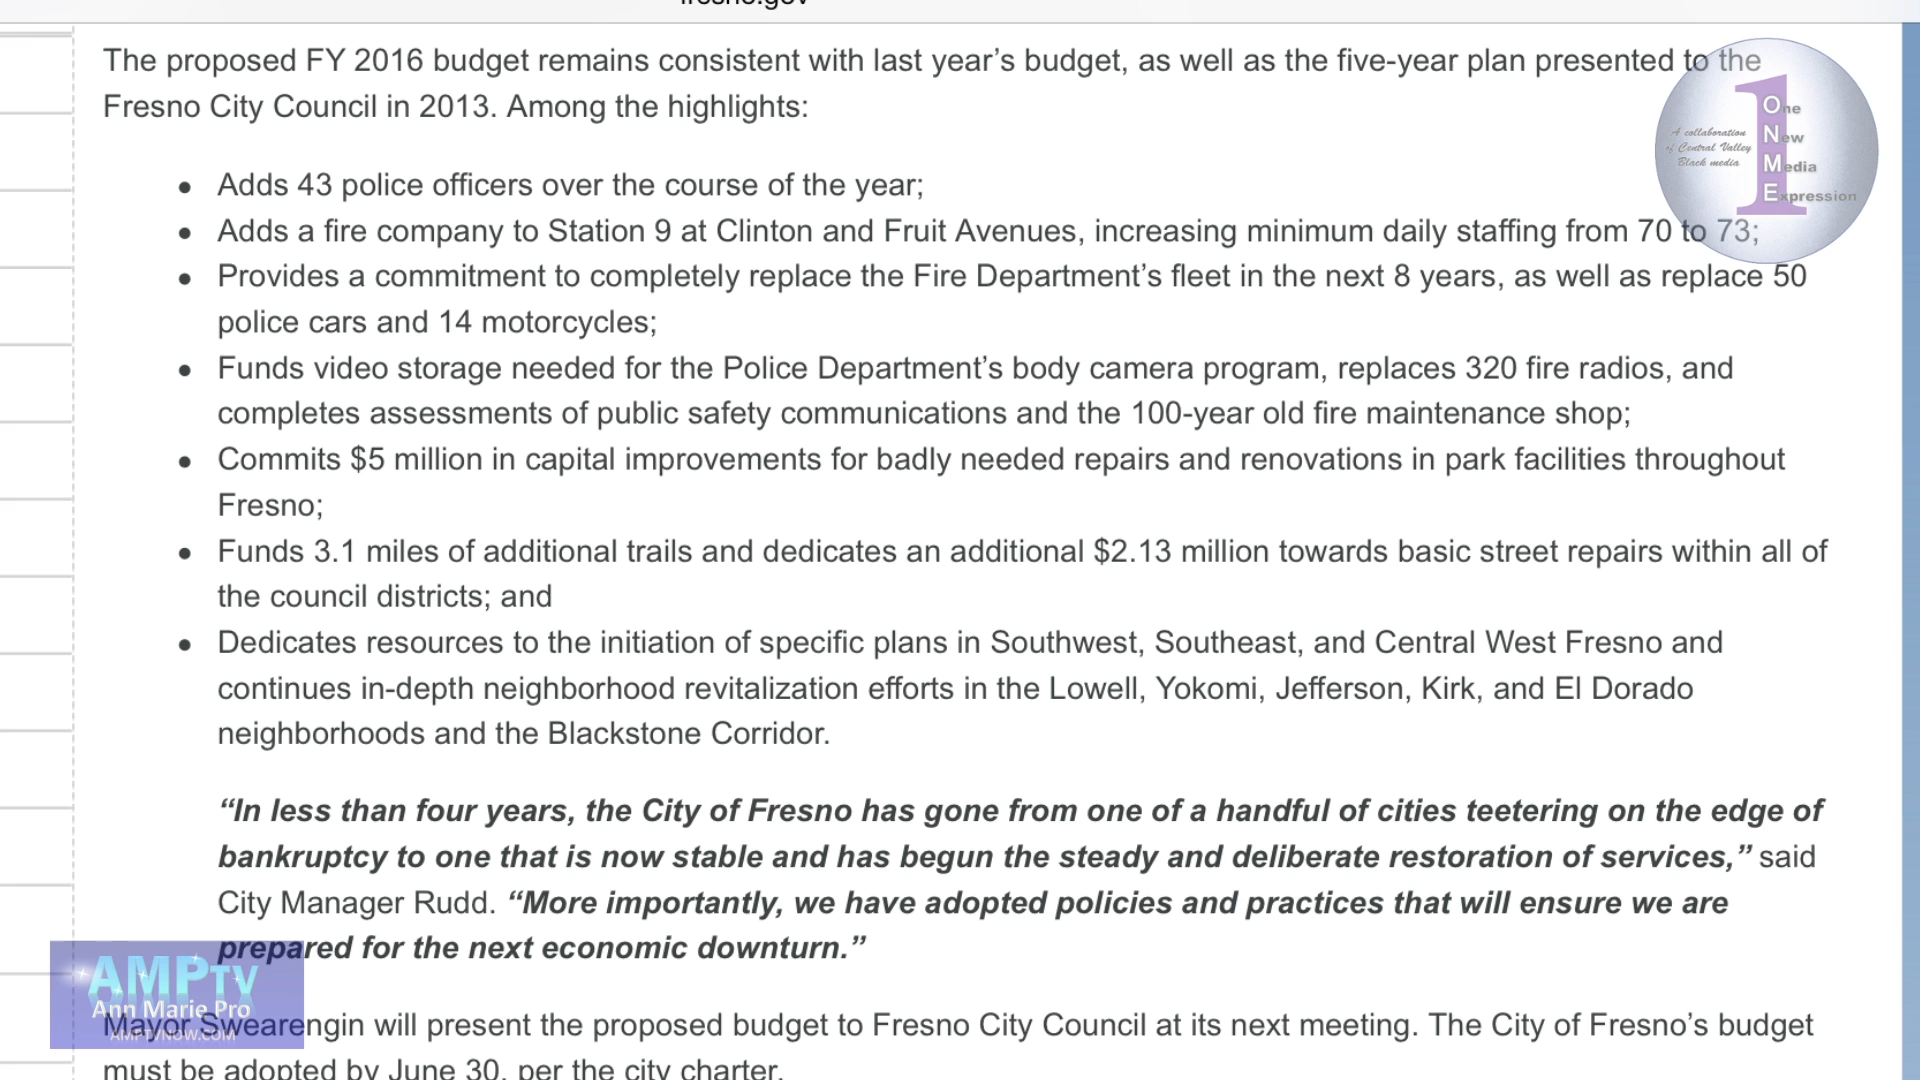 The proposed FY 2016 budget remains consistent with last year’s budget, as well as the five-year plan presented to the
Fresno City Council in 2013. Among the highlights:
One
New
Media
Expression
A collaboration
of Central Valley
Black media
• Adds 43 police officers over the course of the year;
• Adds a fire company to Station 9 at Clinton and Fruit Avenues, increasing minimum daily staffing from 70 to 73;
• Provides a commitment to completely replace the Fire Department’s fleet in the next 8 years, as well as replace 50
police cars and 14 motorcycles;
• Funds video storage needed for the Police Department’s body camera program, replaces 320 fire radios, and
completes assessments of public safety communications and the 100-year old fire maintenance shop;
• Commits $5 million in capital improvements for badly needed repairs and renovations in park facilities throughout
Fresno;
• Funds 3.1 miles of additional trails and dedicates an additional $2.13 million towards basic street repairs within all of
the council districts; and
• Dedicates resources to the initiation of specific plans in Southwest, Southeast, and Central West Fresno and
continues in-depth neighborhood revitalization efforts in the Lowell, Yokomi, Jefferson, Kirk, and El Dorado
neighborhoods and the Blackstone Corridor.
“In less than four years, the City of Fresno has gone from one of a handful of cities teetering on the edge of
bankruptcy to one that is now stable and has begun the steady and deliberate restoration of services,” said
City Manager Rudd. “More importantly, we have adopted policies and practices that will ensure we are
prepared for the next economic downturn.”
AMPTV
Ann Marie Pro
AMPTVNOW.COM
Mayor Swearengin will present the proposed budget to Fresno City Council at its next meeting. The City of Fresno’s budget
must be adopted by June 30, per the city charter.